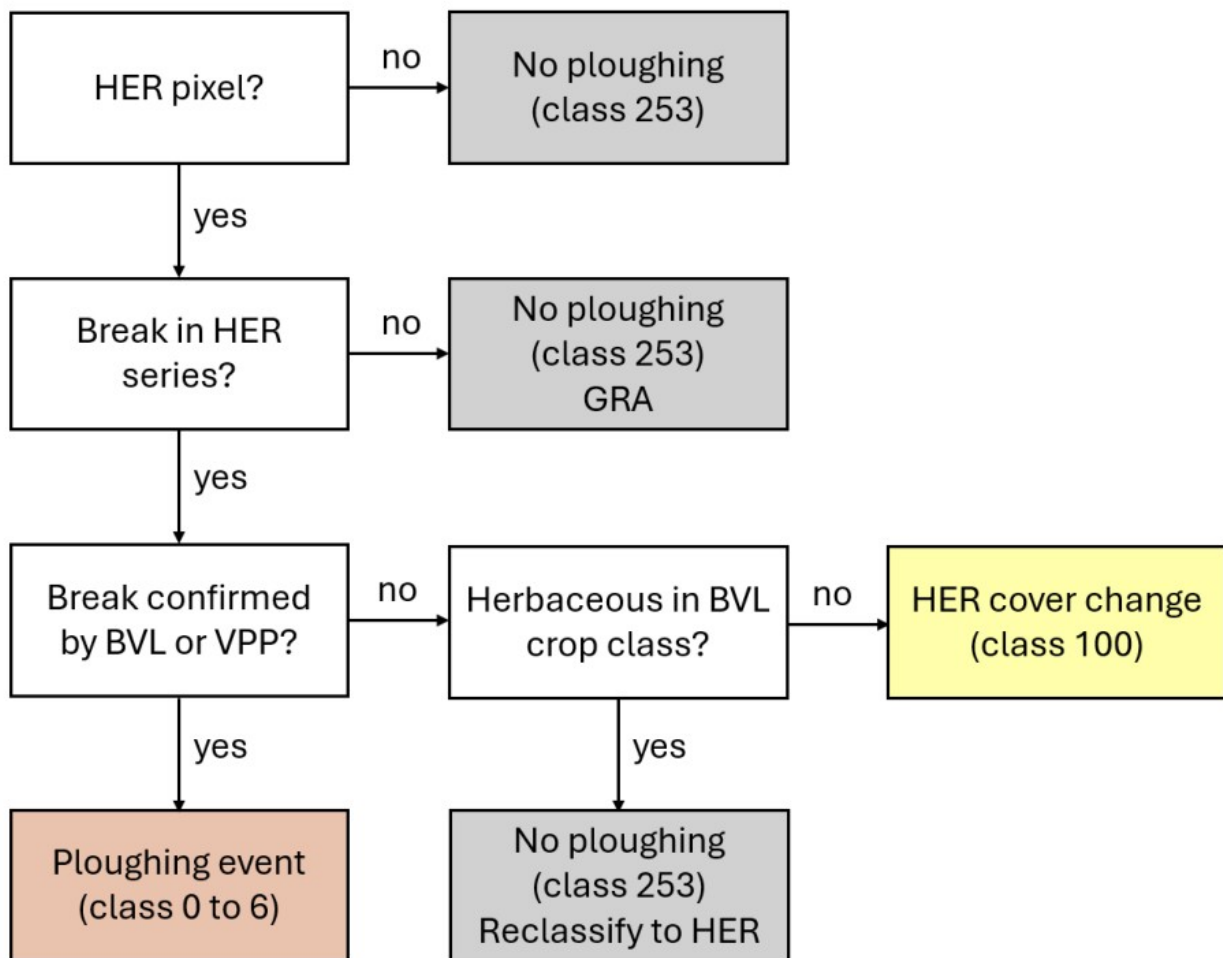 HER pixel?
no
No ploughing
(class 253)
yes
Break in HER
series?
no
No ploughing
(class 253)
GRA
yes
Break confirmed
by BVL or VPP?
no
Herbaceous in BVL
crop class?
no
HER cover change
(class 100)
yes
yes
Ploughing event
(class 0 to 6)
No ploughing
(class 253)
Reclassify to HER